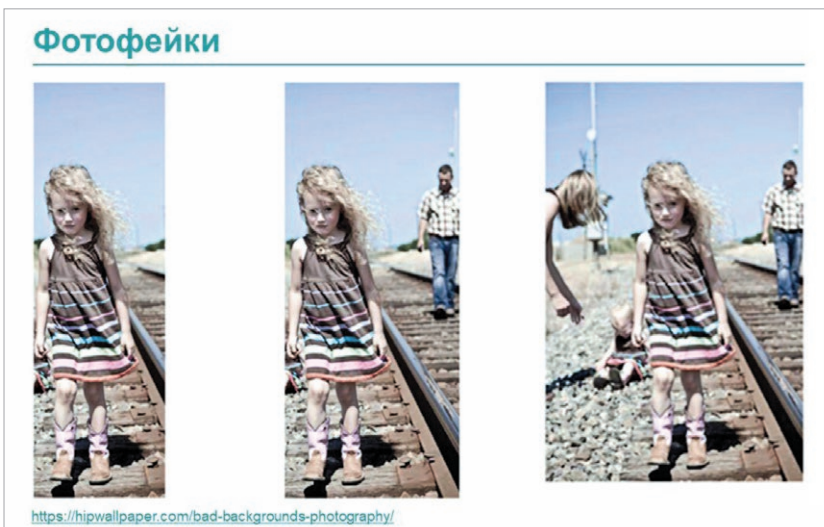 Фотофейки
https://hipwallpaper.com/bad-backgrounds-photography/